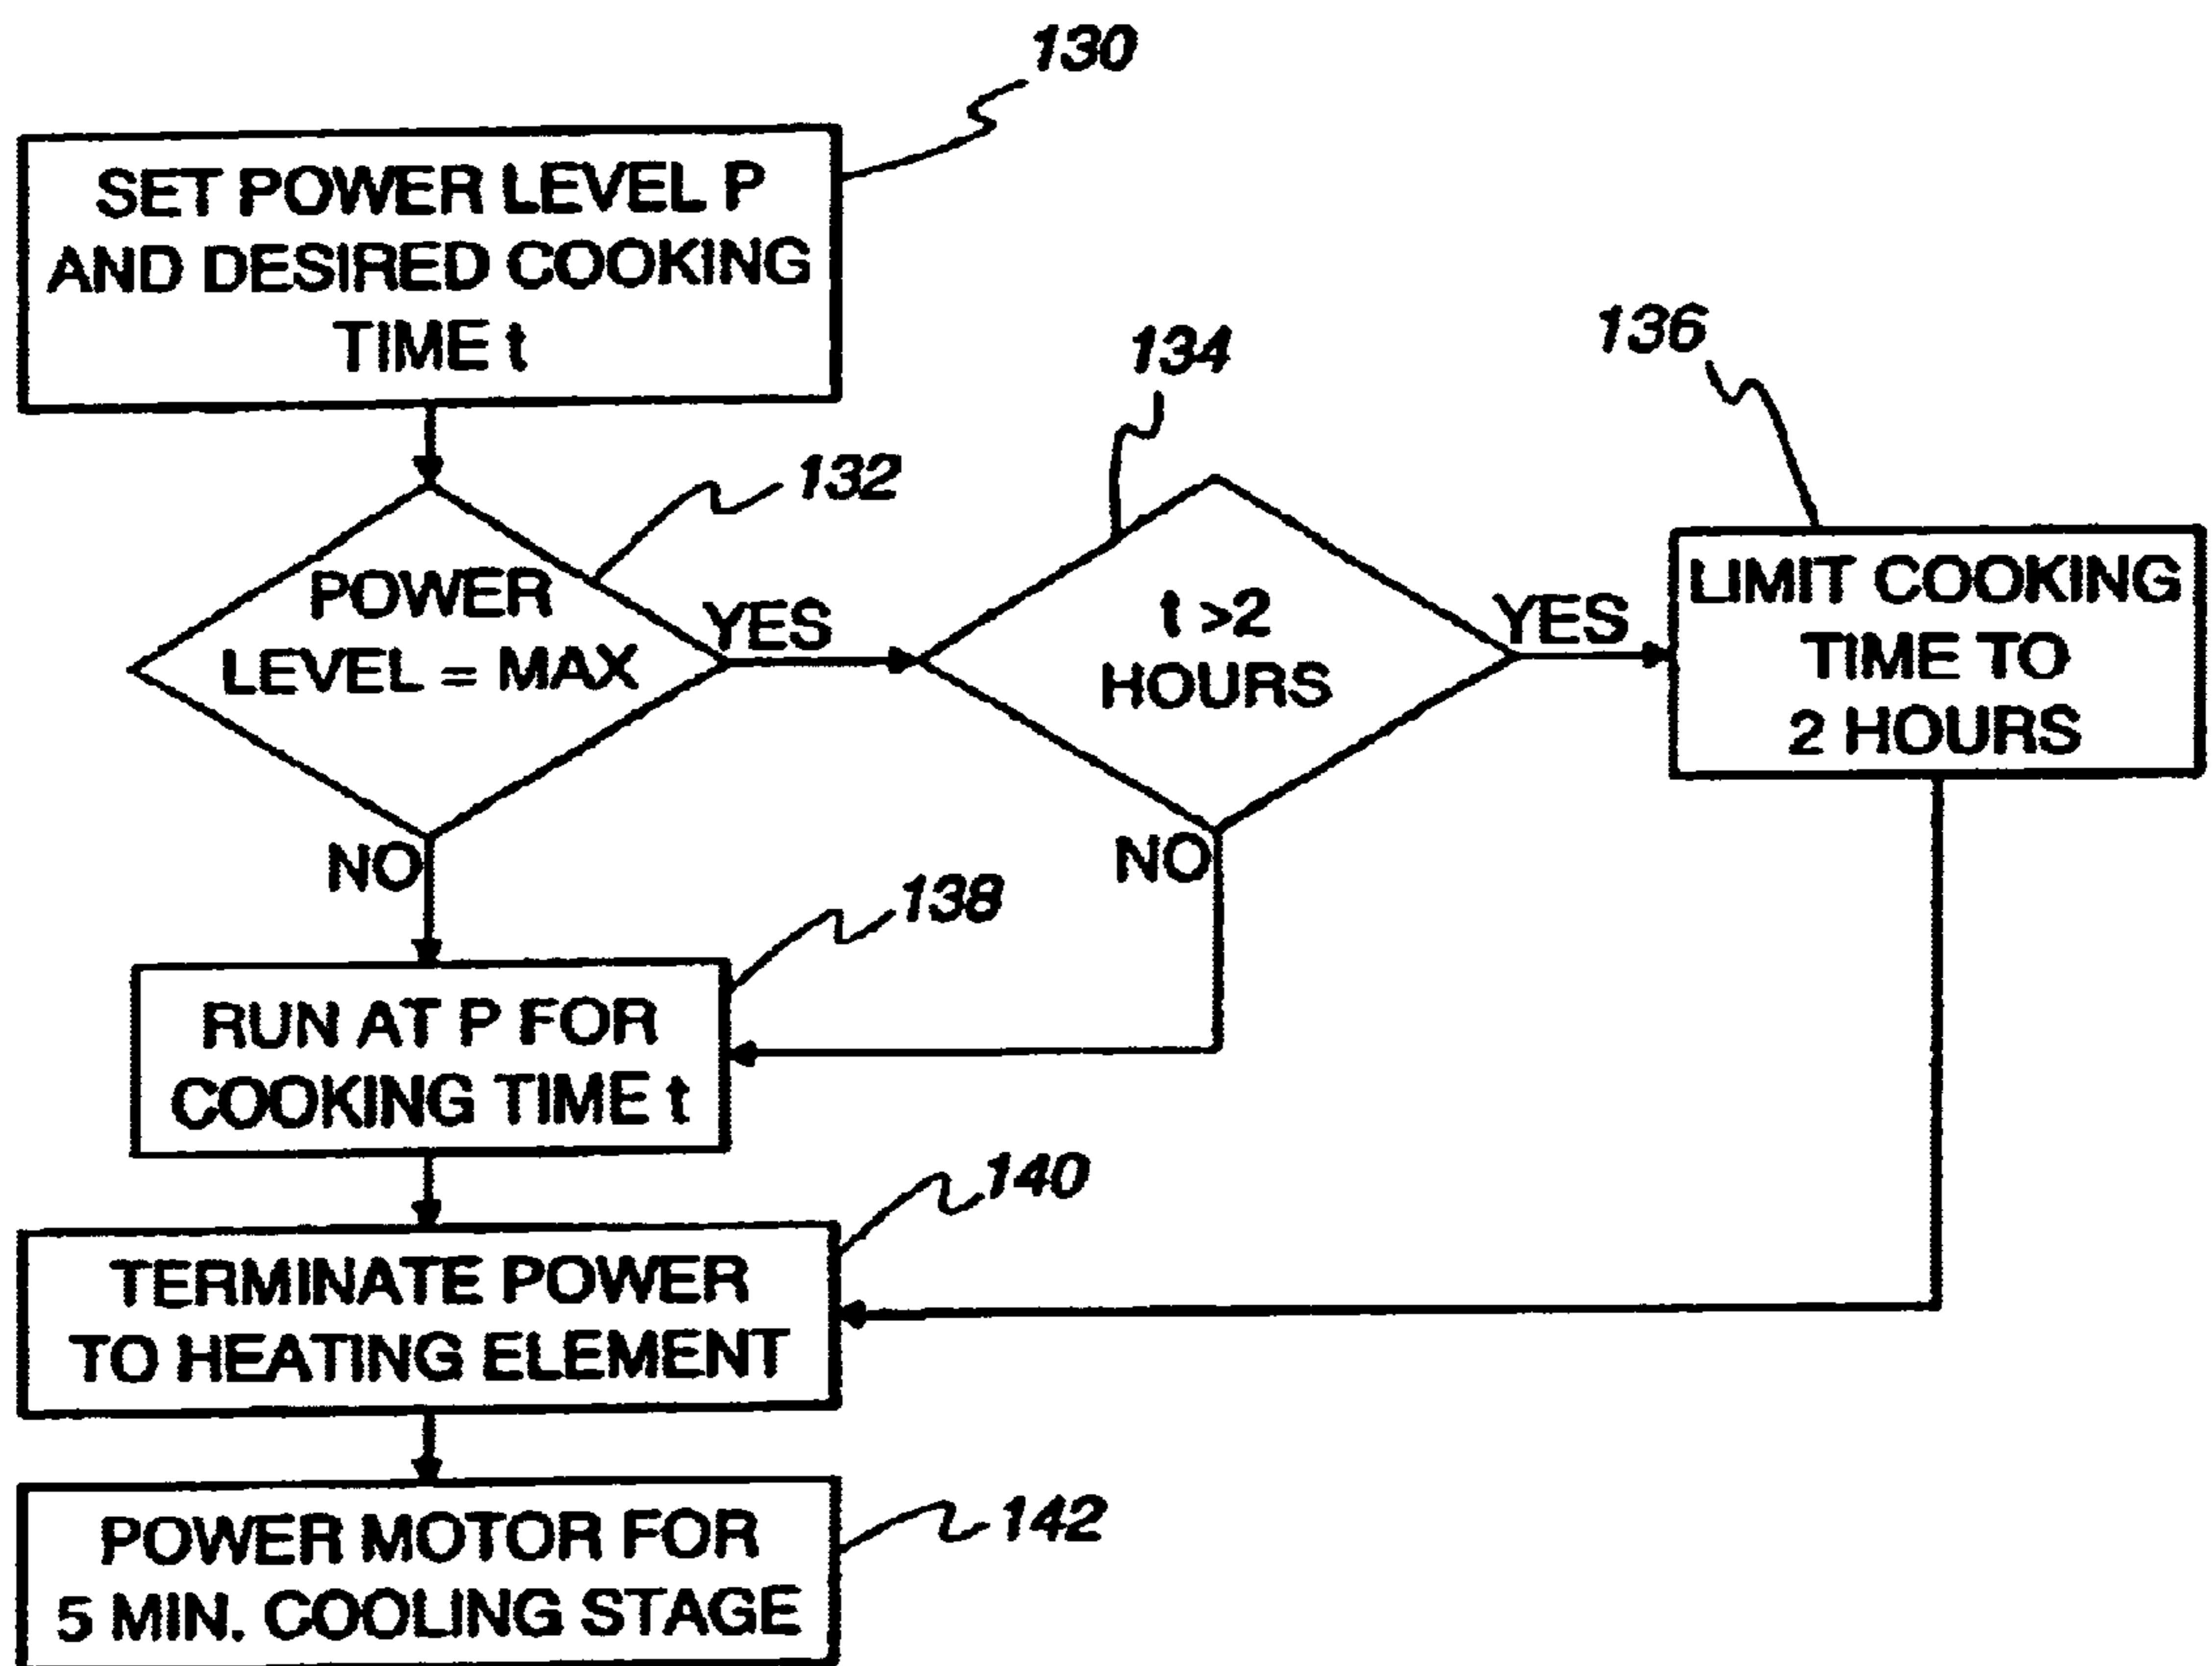 130
SET POWER LEVEL P
AND DESIRED COOKING
TIME t
134
136
132
POWER
LEVEL = MAX
YES
t >2
HOURS
YES
LIMIT COOKING
TIME TO
2 HOURS
NO
NO
138
RUN AT P FOR
COOKING TIME t
140
TERMINATE POWER
TO HEATING ELEMENT
142
POWER MOTOR FOR
5 MIN. COOLING STAGE